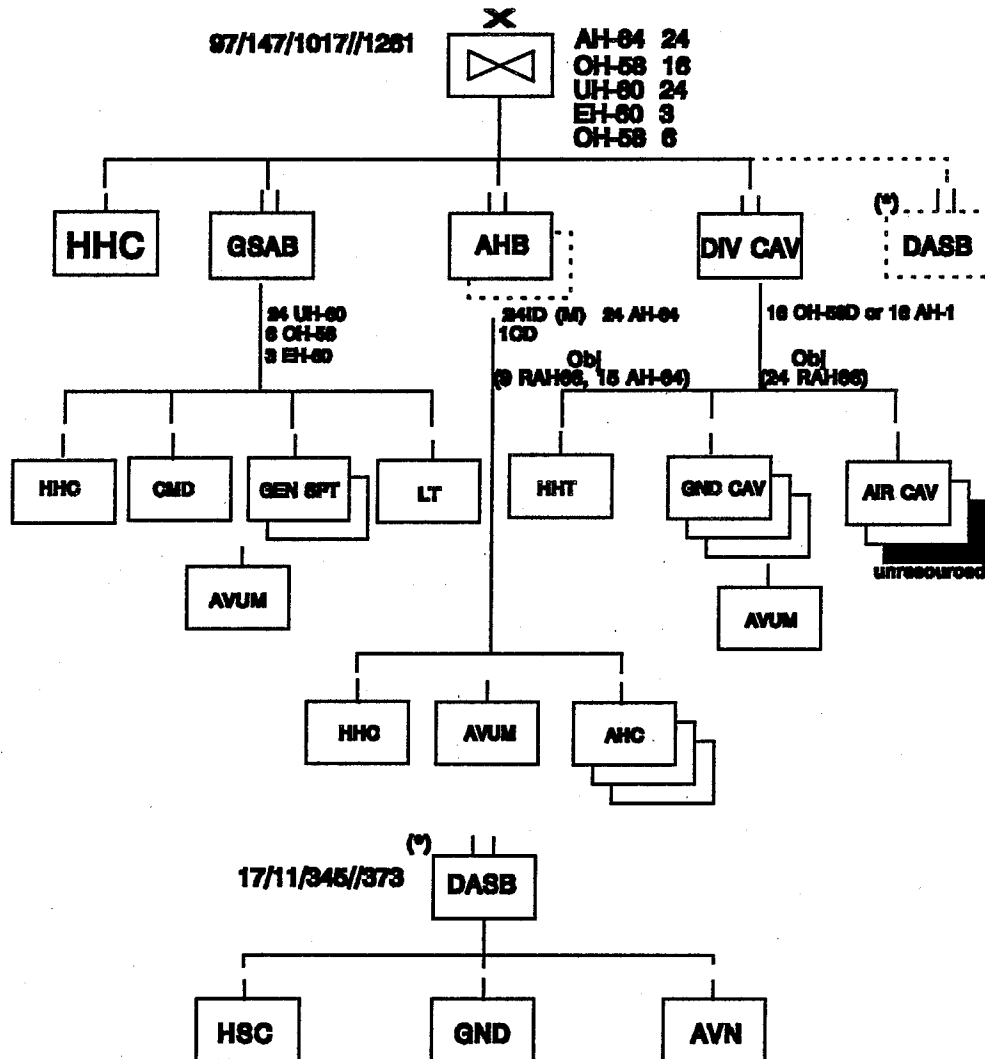 X
97/147/1017//1261
AH-64 24
OH-58 16
UH-60 24
EH-60 3
OH-58 6
HHC
GSAB
AHB
DIV CAV
(*)
DASB
24 UH-60
6 OH-58
3 EH-60
24ID (M) 24 AH-64
1CD
16 OH-58D or 16 AH-1
Obj
(9 RAH66, 15 AH-64)
Obj
(24 RAH66)
HHC
CMD
GEN SPT
LT
HHT
GND CAV
AIR CAV
unresourced
AVUM
AVUM
HHC
AVUM
AHC
(*)
17/11/345//373
DASB
HSC
GND
AVN